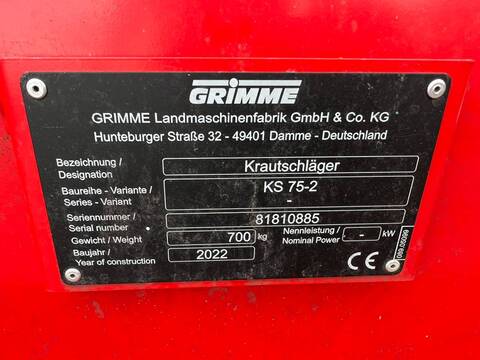 GRIMME
GRIMME Landmaschinenfabrik GmbH & Co. KG
Hunteburger Straße 32 - 49401 Damme - Deutschland
Bezeichnung / Designation Krautschläger
Baureihe - Variante / Series - Variant KS 75-2
-
Seriennummer / Serial number 81810885
Gewicht / Weight 700 kg Nennleistung / Nominal Power - kW
Baujahr / Year of construction 2022
CE
089.05099